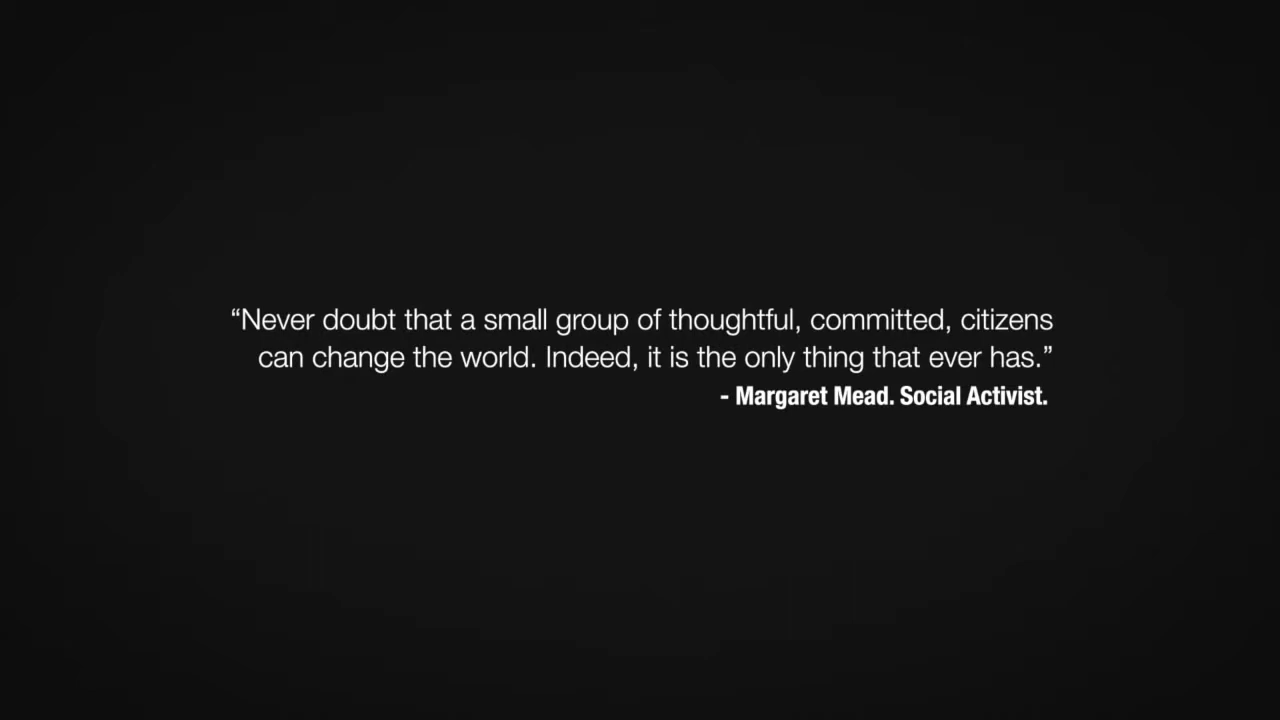 “Never doubt that a small group of thoughtful, committed, citizens
can change the world. Indeed, it is the only thing that ever has.”
- Margaret Mead. Social Activist.